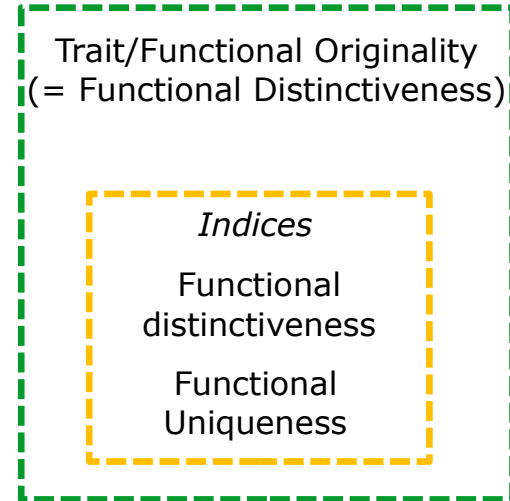 Trait/Functional Originality
(= Functional Distinctiveness)
Indices
Functional
distinctiveness
Functional
Uniqueness